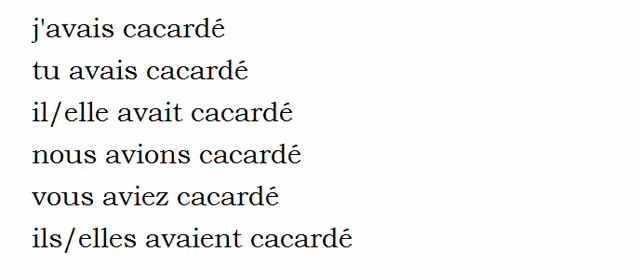 j'avais cacardé
tu avais cacardé
il/elle avait cacardé
nous avions cacardé
vous aviez cacardé
ils/elles avaient cacardé